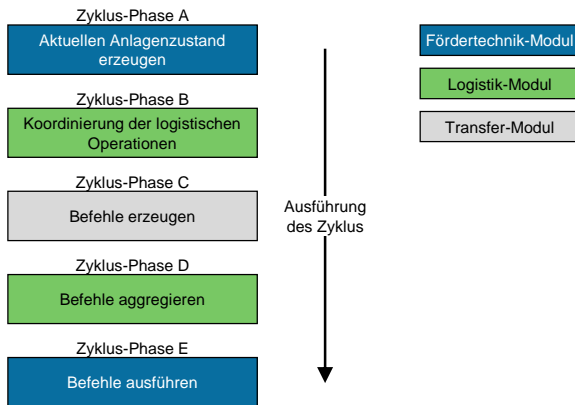 Zyklus-Phase A
Aktuellen Anlagenzustand
erzeugen
Zyklus-Phase B
Koordinierung der logistischen
Operationen
Zyklus-Phase C
Befehle erzeugen
Zyklus-Phase D
Befehle aggregieren
Zyklus-Phase E
Befehle ausführen
Ausführung
des Zyklus
Fördertechnik-Modul
Logistik-Modul
Transfer-Modul